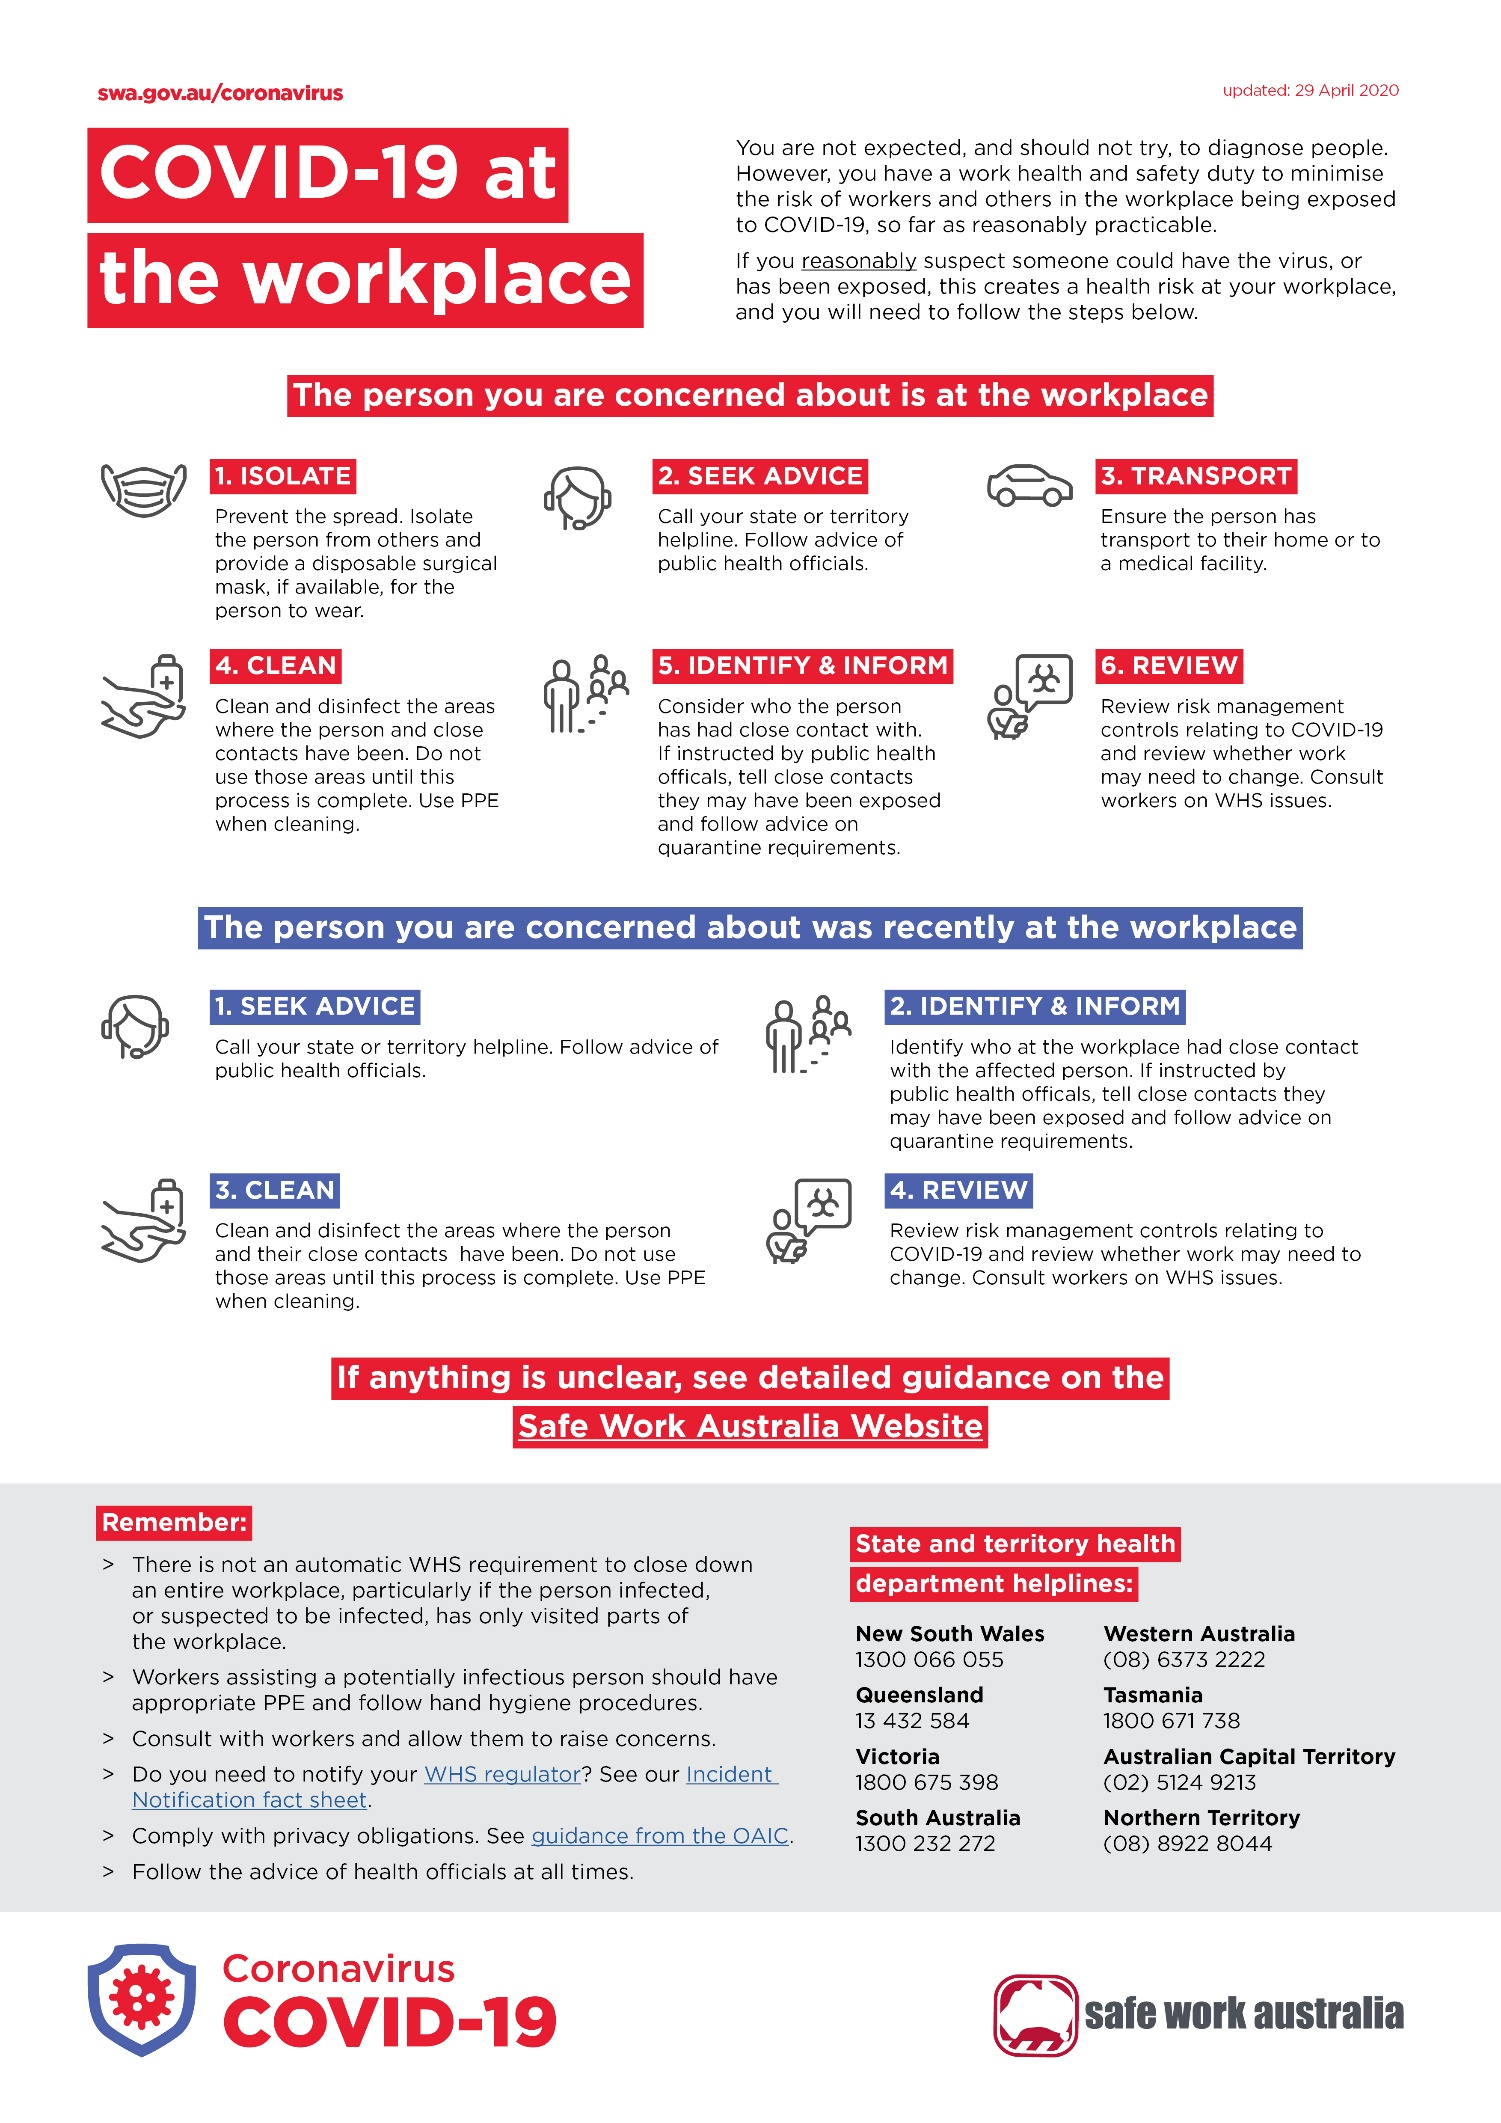 swa.gov.au/coronavirus
updated: 29 April 2020
COVID-19 at
the workplace
You are not expected, and should not try, to diagnose people.
However, you have a work health and safety duty to minimise
the risk of workers and others in the workplace being exposed
to COVID-19, so far as reasonably practicable.
If you reasonably suspect someone could have the virus, or
has been exposed, this creates a health risk at your workplace,
and you will need to follow the steps below.
The person you are concerned about is at the workplace
1. ISOLATE
Prevent the spread. Isolate
the person from others and
provide a disposable surgical
mask, if available, for the
person to wear.
2. SEEK ADVICE
Call your state or territory
helpline. Follow advice of
public health officials.
3. TRANSPORT
Ensure the person has
transport to their home or to
a medical facility.
4. CLEAN
Clean and disinfect the areas
where the person and close
contacts have been. Do not
use those areas until this
process is complete. Use PPE
when cleaning.
5. IDENTIFY & INFORM
Consider who the person
has had close contact with.
If instructed by public health
officals, tell close contacts
they may have been exposed
and follow advice on
quarantine requirements.
6. REVIEW
Review risk management
controls relating to COVID-19
and review whether work
may need to change. Consult
workers on WHS issues.
The person you are concerned about was recently at the workplace
1. SEEK ADVICE
Call your state or territory helpline. Follow advice of
public health officials.
2. IDENTIFY & INFORM
Identify who at the workplace had close contact
with the affected person. If instructed by
public health officals, tell close contacts they
may have been exposed and follow advice on
quarantine requirements.
3. CLEAN
Clean and disinfect the areas where the person
and their close contacts have been. Do not use
those areas until this process is complete. Use PPE
when cleaning.
4. REVIEW
Review risk management controls relating to
COVID-19 and review whether work may need to
change. Consult workers on WHS issues.
If anything is unclear, see detailed guidance on the
Safe Work Australia Website
Remember:
> There is not an automatic WHS requirement to close down
an entire workplace, particularly if the person infected,
or suspected to be infected, has only visited parts of
the workplace.
> Workers assisting a potentially infectious person should have
appropriate PPE and follow hand hygiene procedures.
> Consult with workers and allow them to raise concerns.
> Do you need to notify your WHS regulator? See our Incident
Notification fact sheet.
> Comply with privacy obligations. See guidance from the OAIC.
> Follow the advice of health officials at all times.
State and territory health
department helplines:
New South Wales
1300 066 055
Queensland
13 432 584
Victoria
1800 675 398
South Australia
1300 232 272
Western Australia
(08) 6373 2222
Tasmania
1800 671 738
Australian Capital Territory
(02) 5124 9213
Northern Territory
(08) 8922 8044
Coronavirus
COVID-19
safe work australia